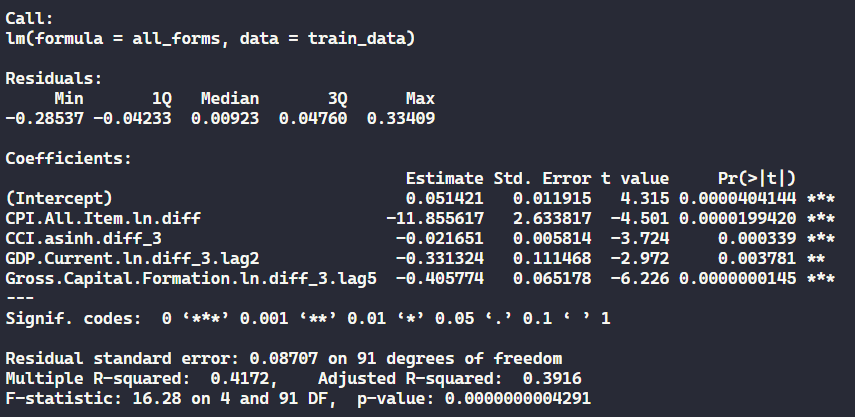 Call:
lm(formula = all_forms, data = train_data)
Residuals:
Min 1Q Median 3Q Max
-0.28537 -0.04233 0.00923 0.04760 0.33409
Coefficients:
Estimate Std. Error t value Pr(>|t|)
(Intercept) 0.051421 0.011915 4.315 0.0000404144 ***
CPI.All.Item.ln.diff -11.855617 2.633817 -4.501 0.0000199420 ***
CCI.asinh.diff_3 -0.021651 0.005814 -3.724 0.000339 ***
GDP.Current.ln.diff_3.lag2 -0.331324 0.111468 -2.972 0.003781 **
Gross.Capital.Formation.ln.diff_3.lag5 -0.405774 0.065178 -6.226 0.0000000145 ***
---
Signif. codes: 0 ‘***’ 0.001 ‘**’ 0.01 ‘*’ 0.05 ‘.’ 0.1 ‘ ’ 1
Residual standard error: 0.08707 on 91 degrees of freedom
Multiple R-squared: 0.4172, Adjusted R-squared: 0.3916
F-statistic: 16.28 on 4 and 91 DF, p-value: 0.0000000004291